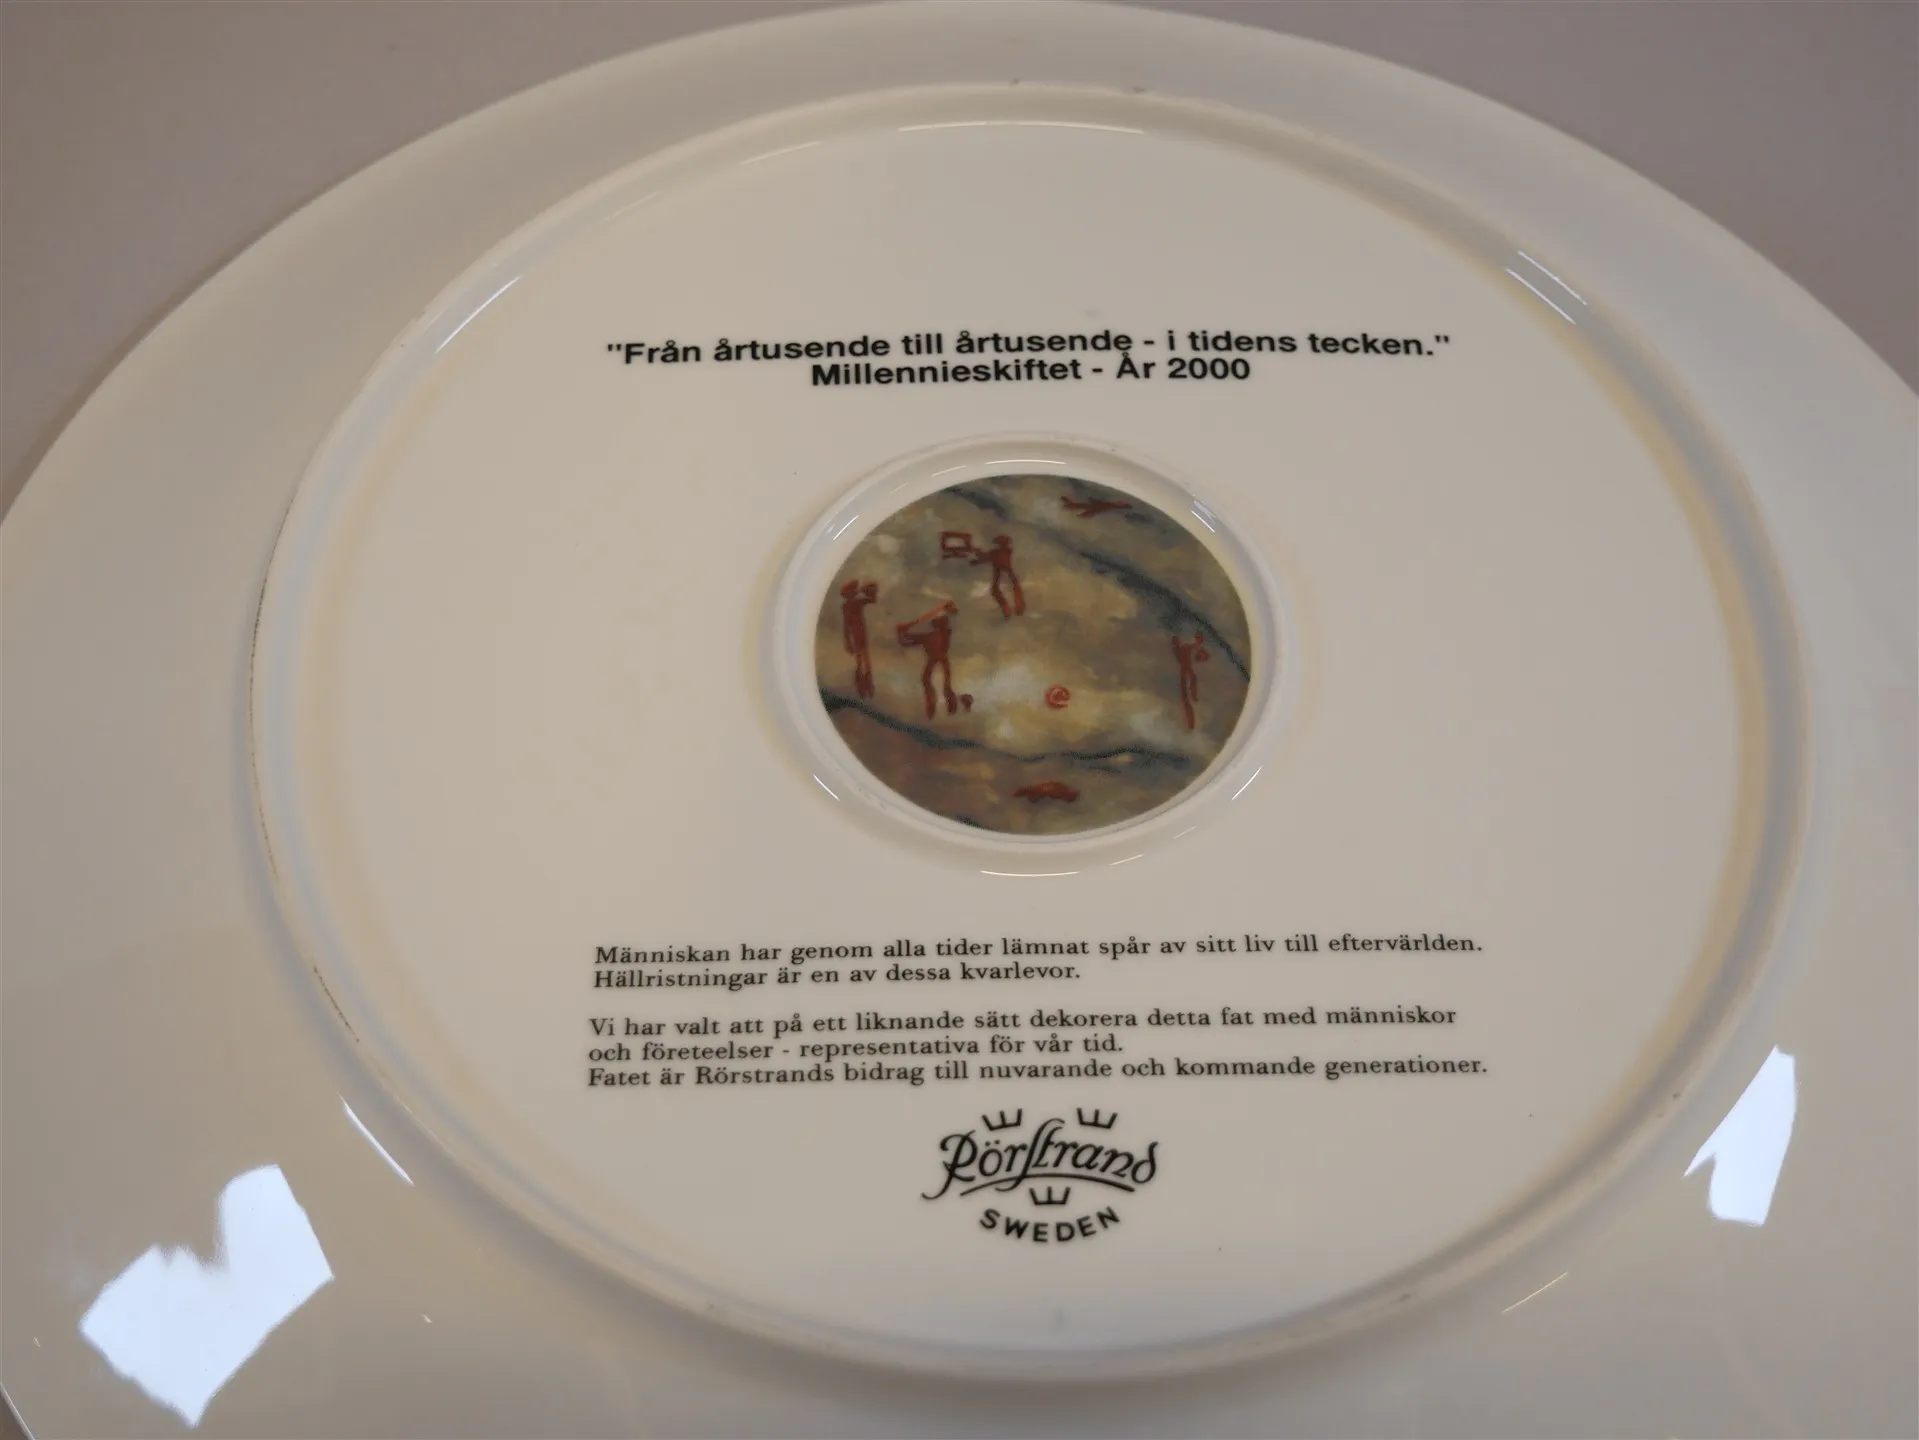 "Från årtusende till årtusende - i tidens tecken."
Millennieskiftet - År 2000
@
Människan har genom alla tider lämnat spår av sitt liv till eftervärlden.
Hällristningar är en av dessa kvarlevor.
Vi har valt att på ett liknande sätt dekorera detta fat med människor
och företeelser - representativa för vår tid.
Fatet är Rörstrands bidrag till nuvarande och kommande generationer.
Rörstrand
SWEDEN